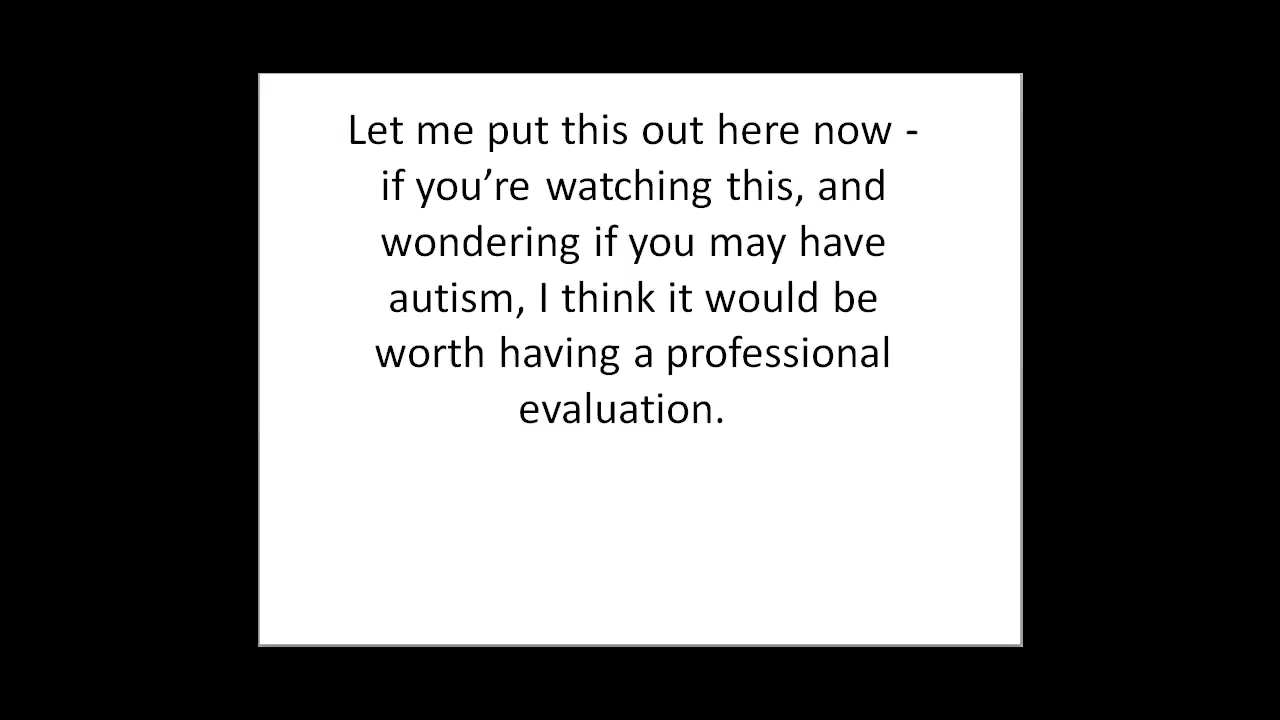 Let me put this out here now -
if you’re watching this, and
wondering if you may have
autism, I think it would be
worth having a professional
evaluation.